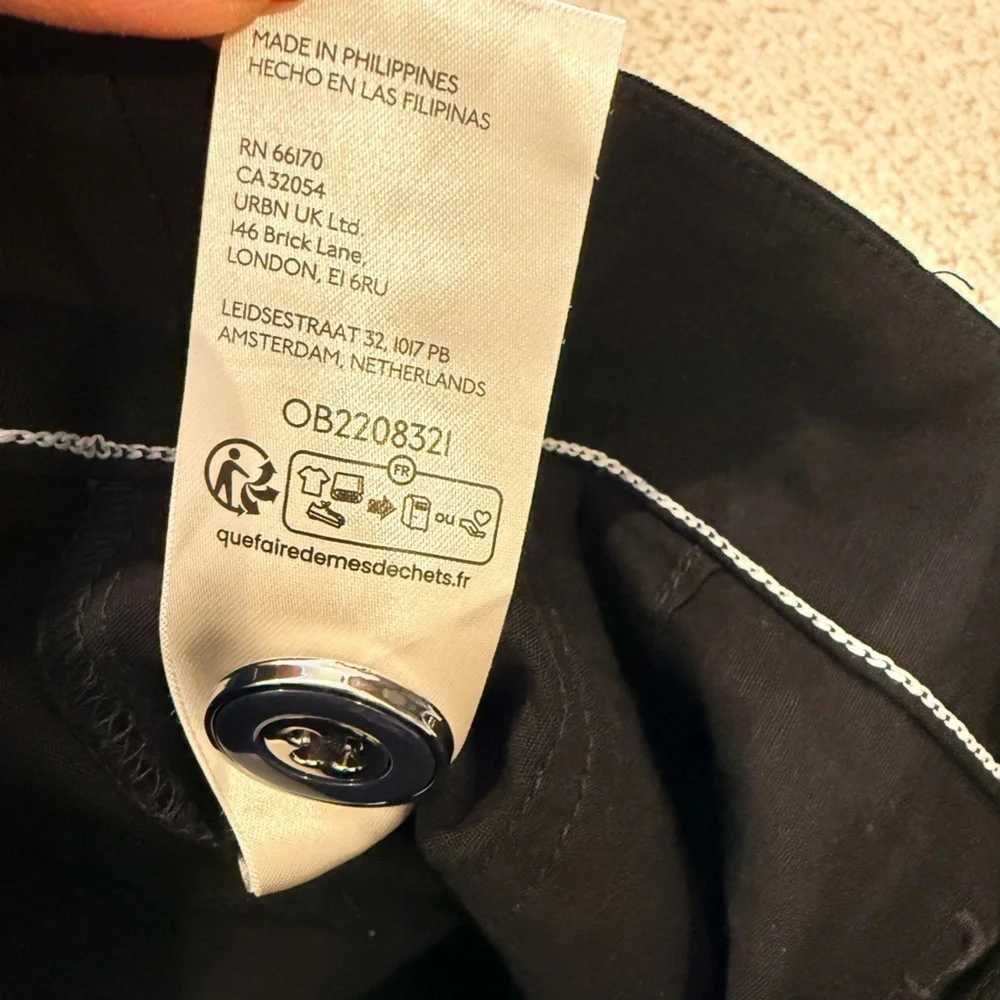 MADE IN PHILIPPINES
HECHO EN LAS FILIPINAS
RN 66170
CA 32054
URBN UK Ltd.
146 Brick Lane,
LONDON, E1 6RU
LEIDSESTRAAT 32, 1017 PB
AMSTERDAM, NETHERLANDS
OB2208321
FR
ou
quefairedemesdechets.fr